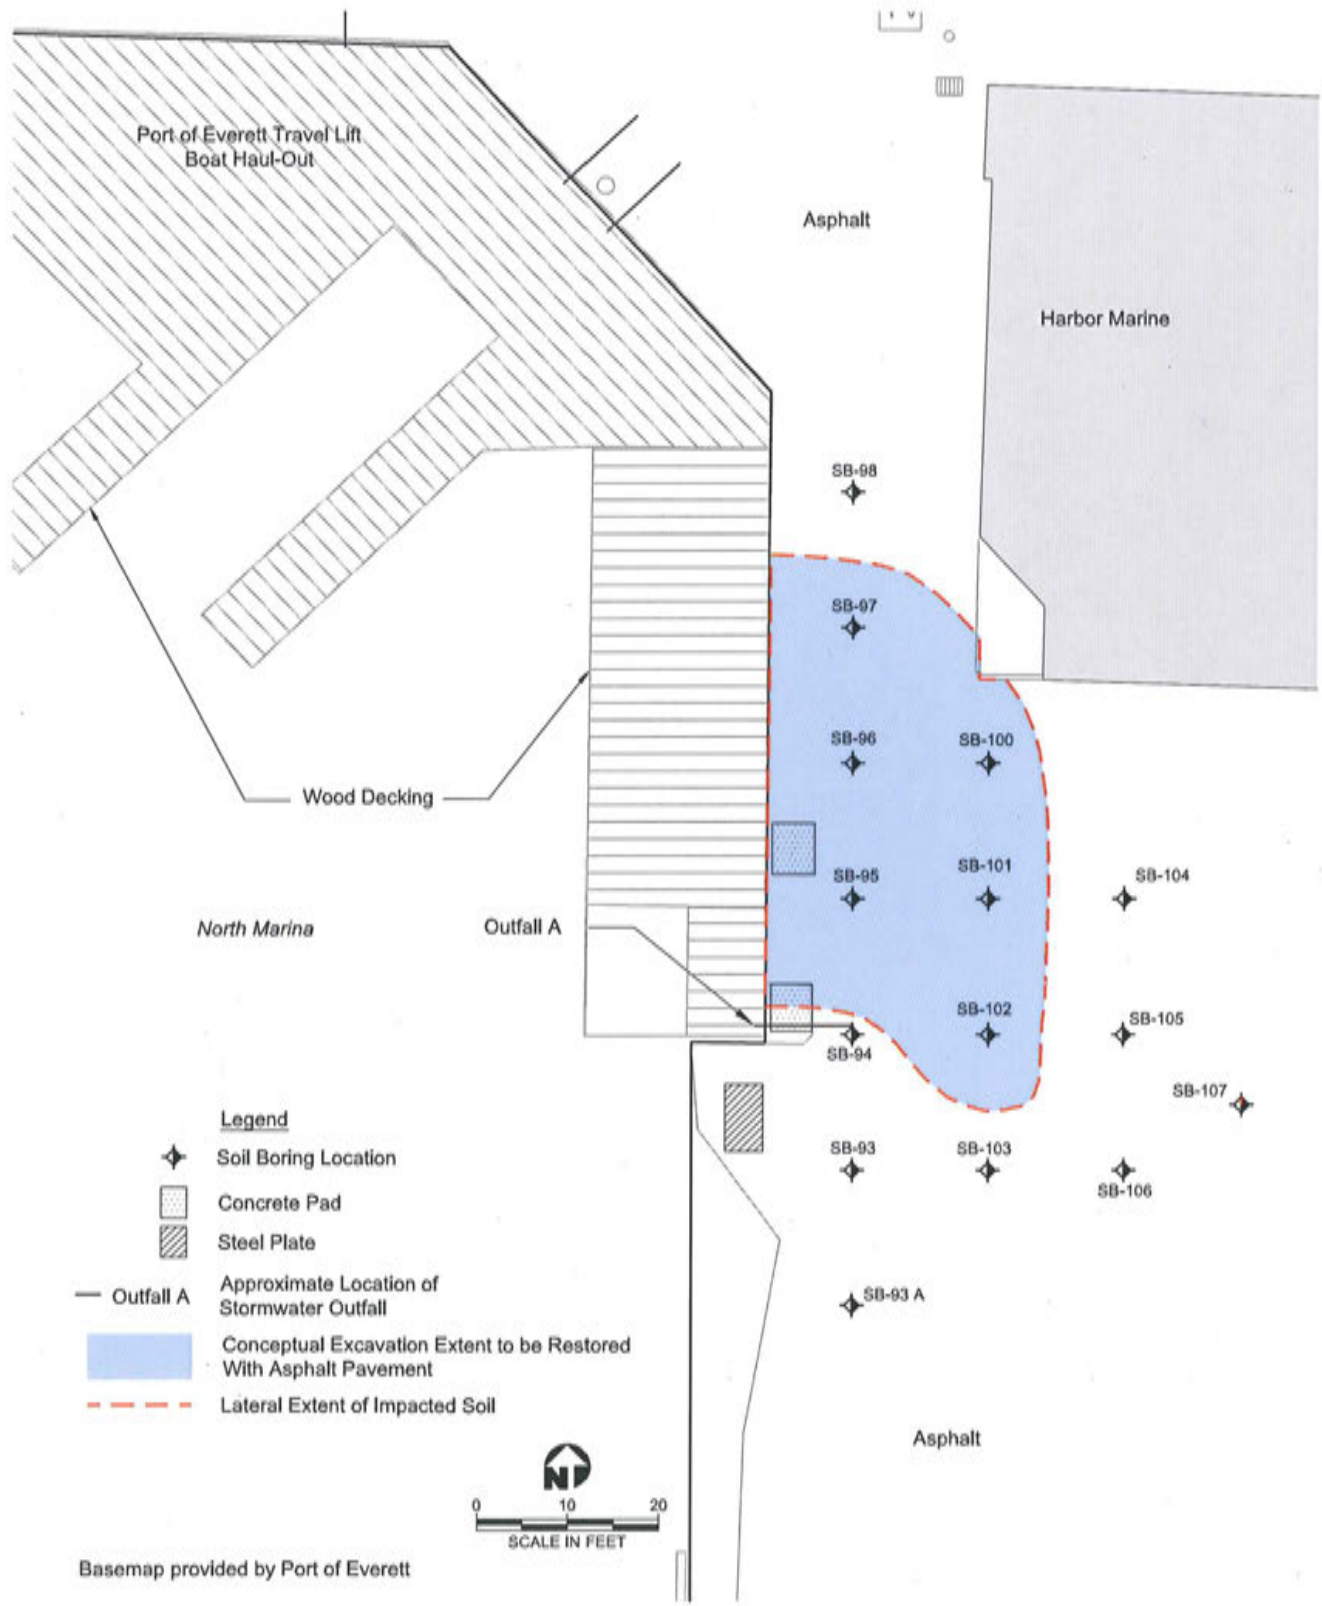 Port of Everett Travel Lift
Boat Haul-Out
Asphalt
Harbor Marine
SB-98
SB-97
SB-96
SB-100
Wood Decking
SB-95
SB-101
SB-104
North Marina
Outfall A
SB-102
SB-105
SB-94
SB-107
SB-93
SB-103
SB-106
SB-93 A
Legend
Soil Boring Location
Concrete Pad
Steel Plate
Outfall A
Approximate Location of
Stormwater Outfall
Conceptual Excavation Extent to be Restored
With Asphalt Pavement
Lateral Extent of Impacted Soil
Asphalt
N
0 10 20
SCALE IN FEET
Basemap provided by Port of Everett